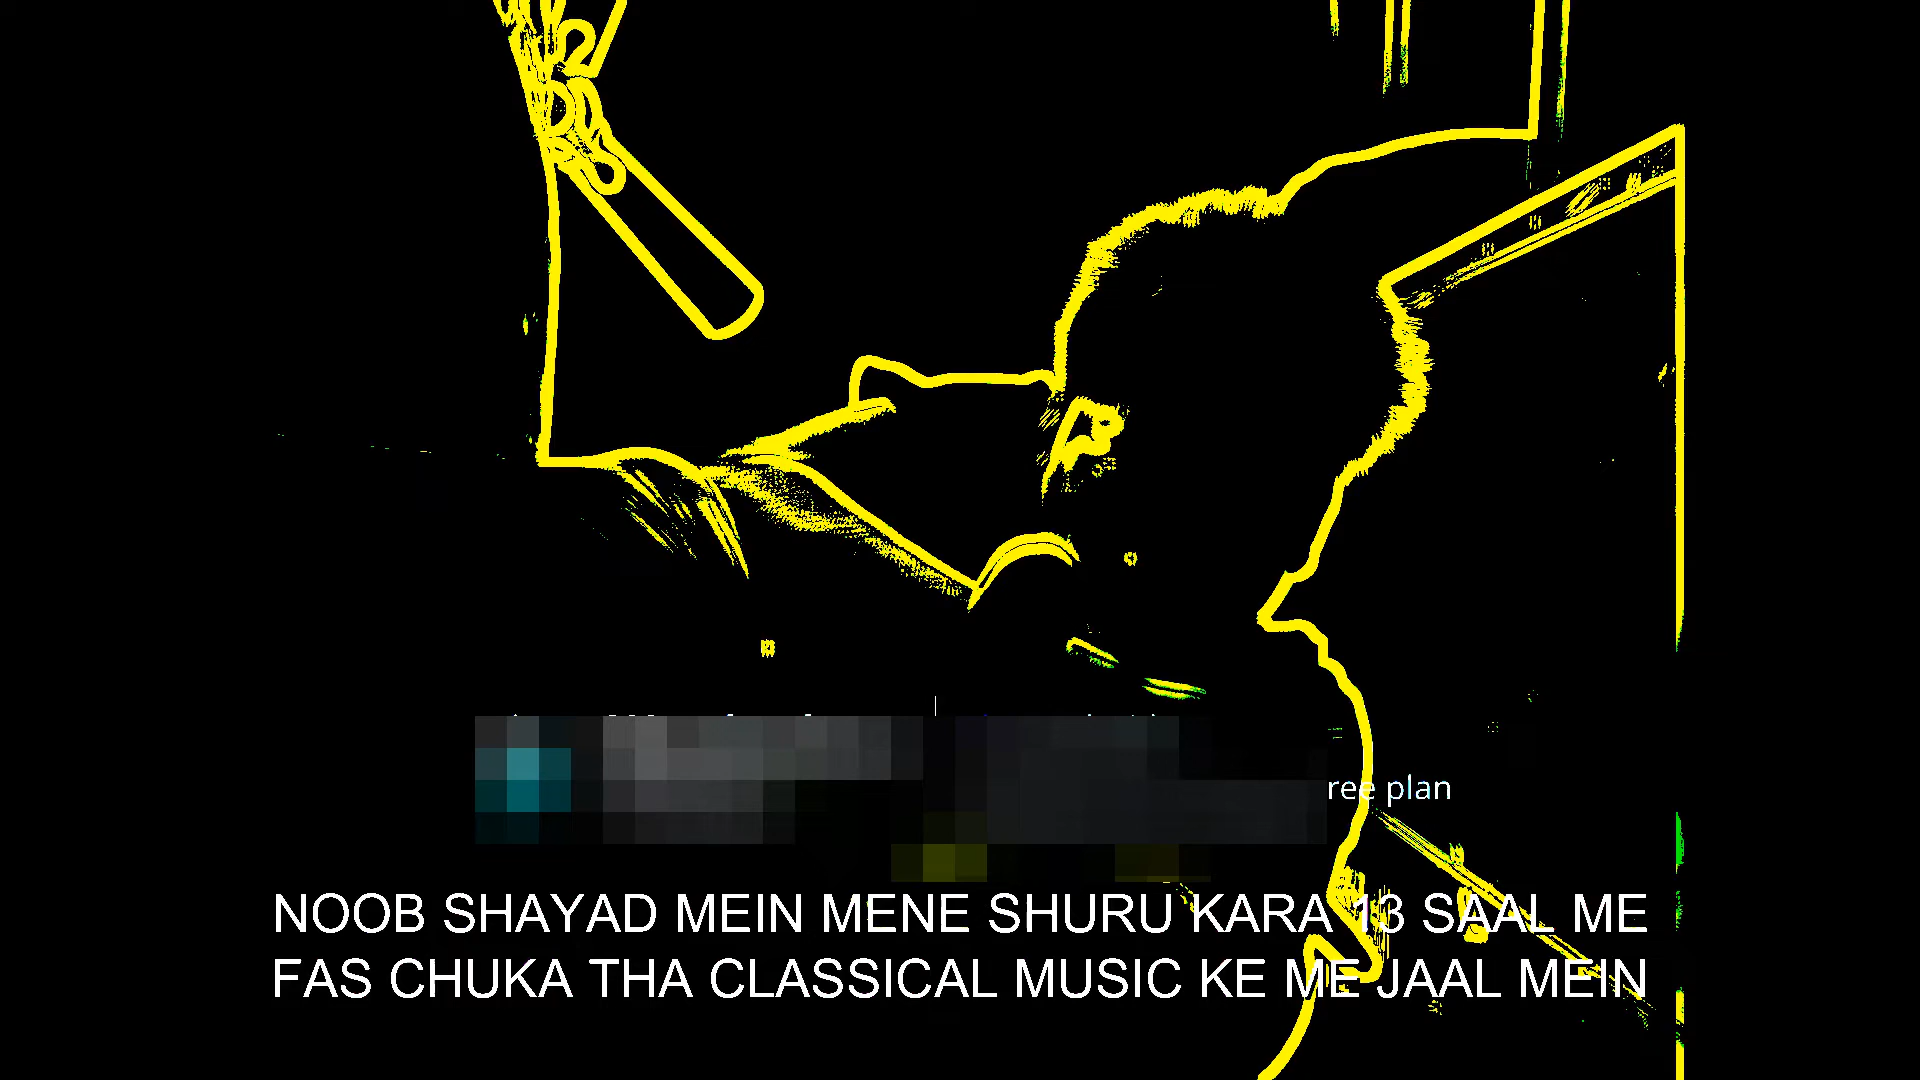 ree plan
NOOB SHAYAD MEIN MENE SHURU KARA 13 SAAL ME
FAS CHUKA THA CLASSICAL MUSIC KE ME JAAL MEIN